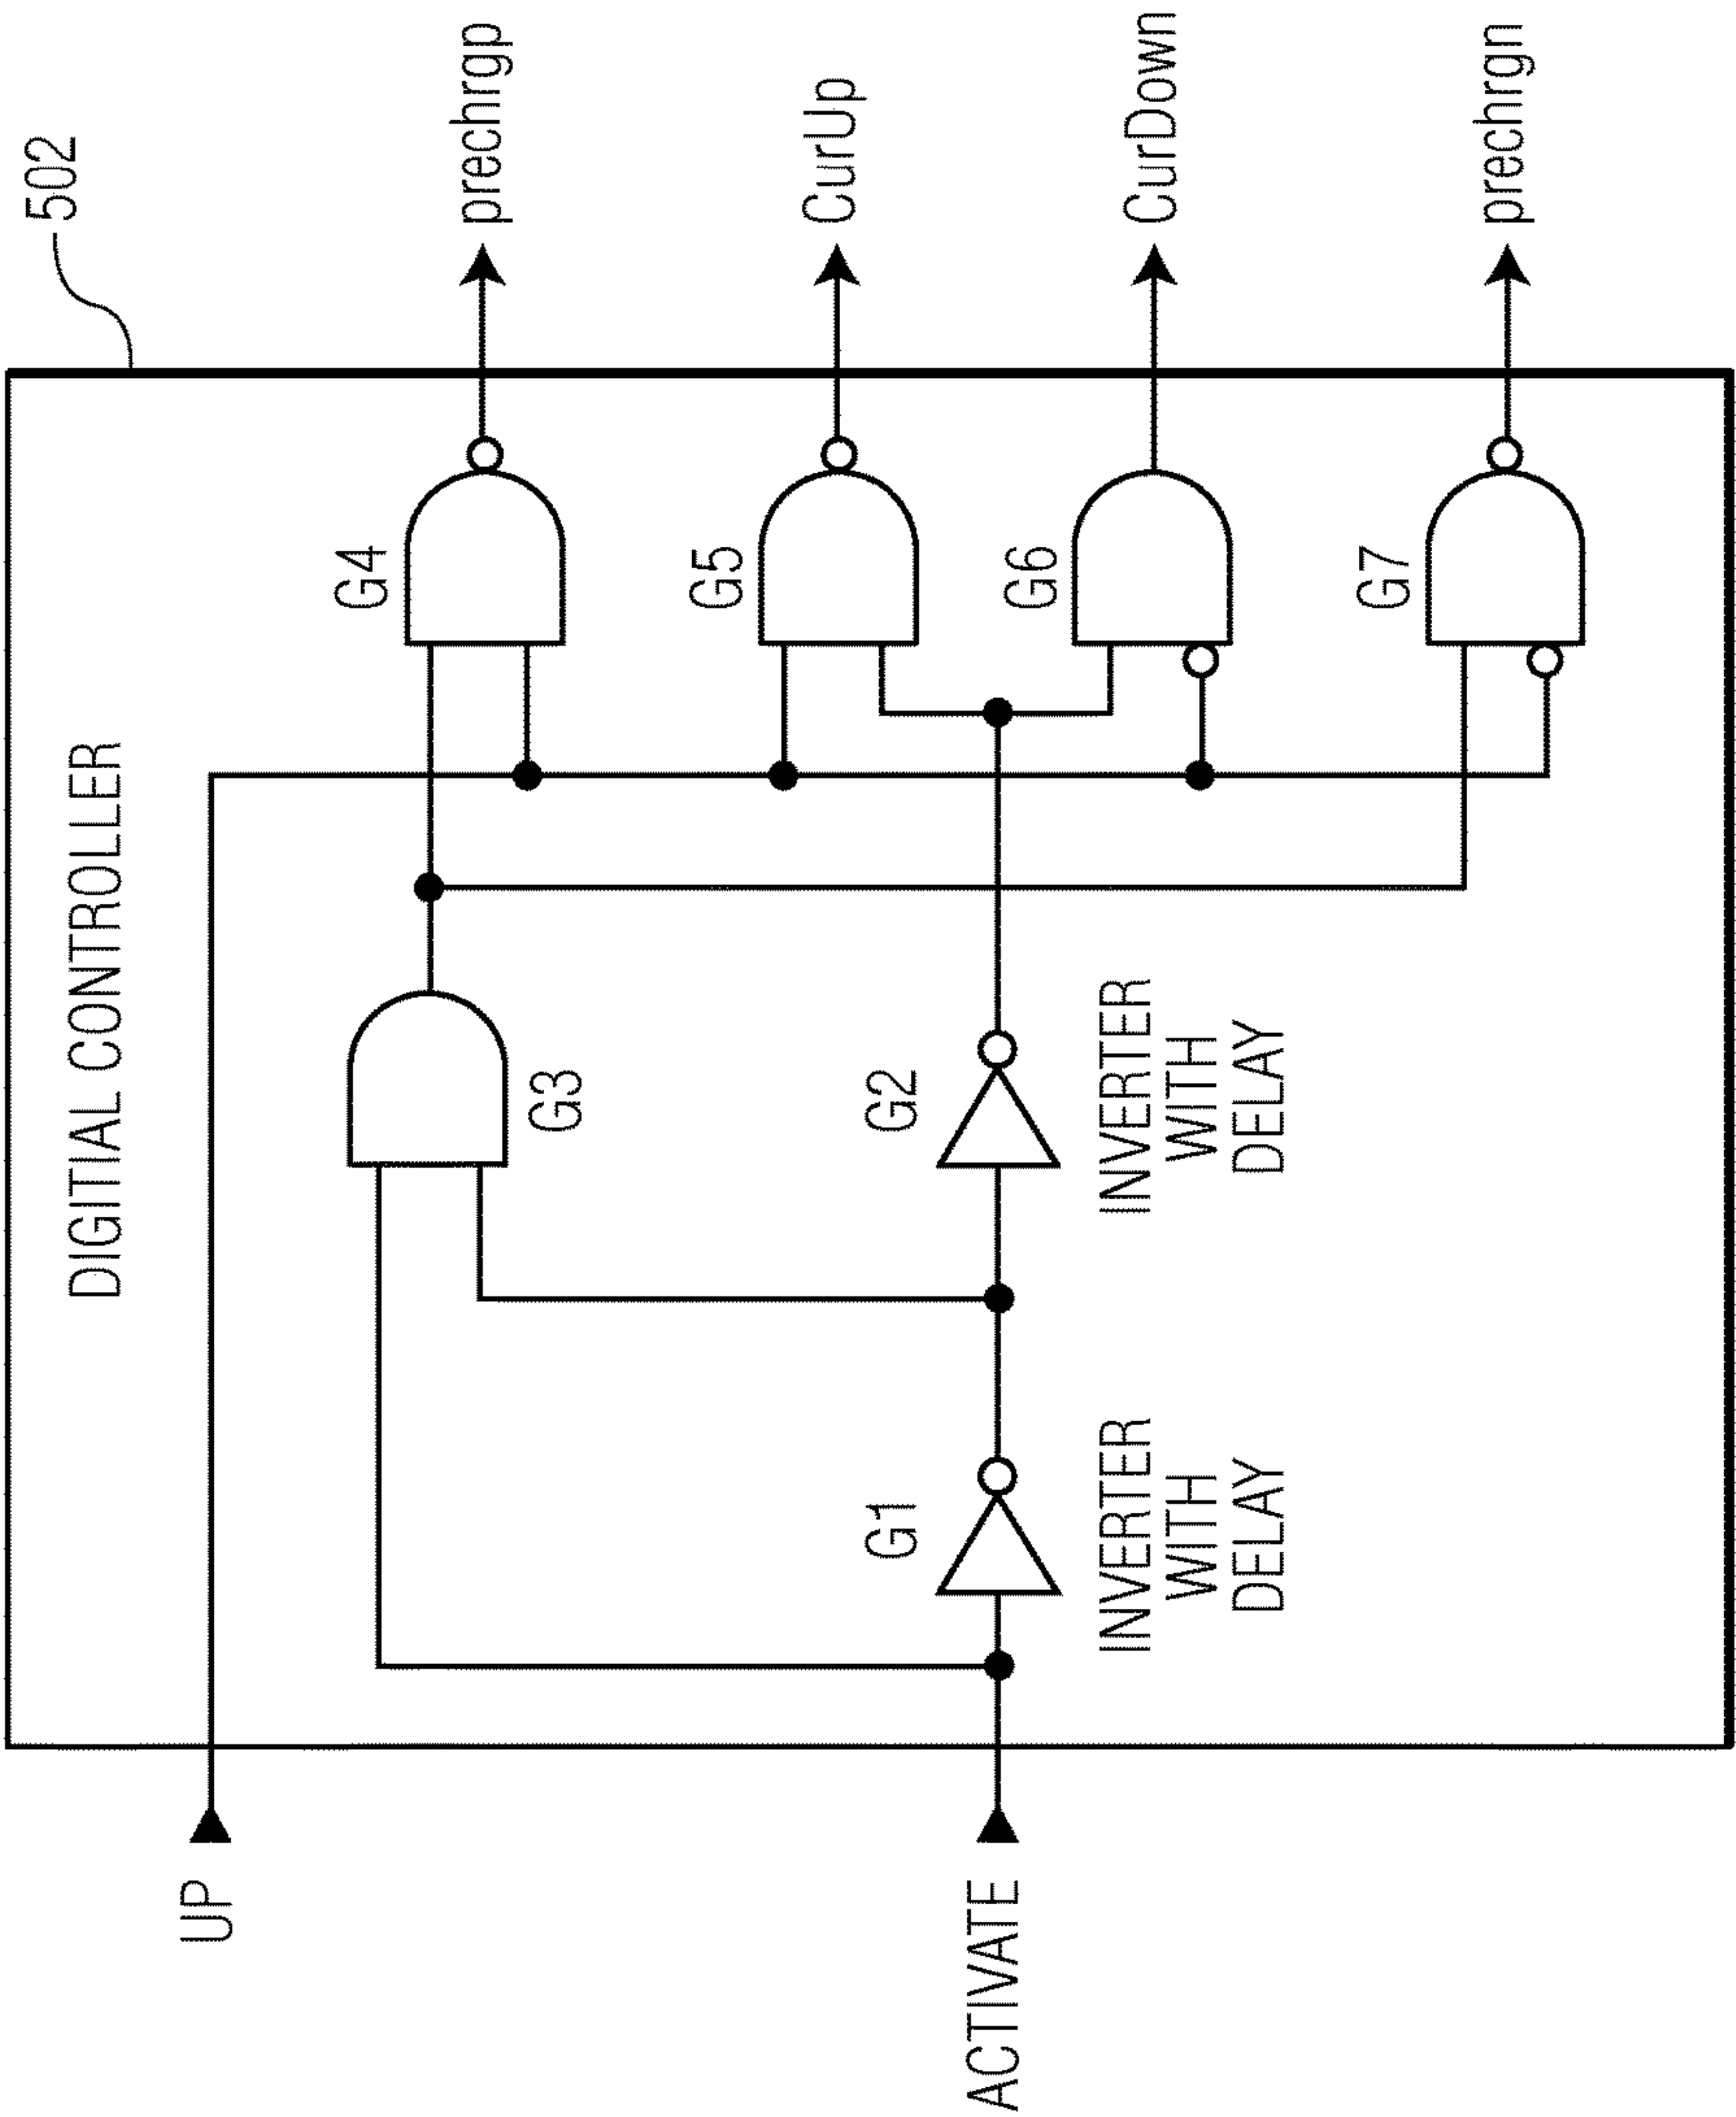 502
DIGITIAL CONTROLLER
UP
ACTIVATE
G1
INVERTER
WITH
DELAY
G2
INVERTER
WITH
DELAY
G3
G4
G5
G6
G7
prechrgp
CurUp
CurDown
prechrgn